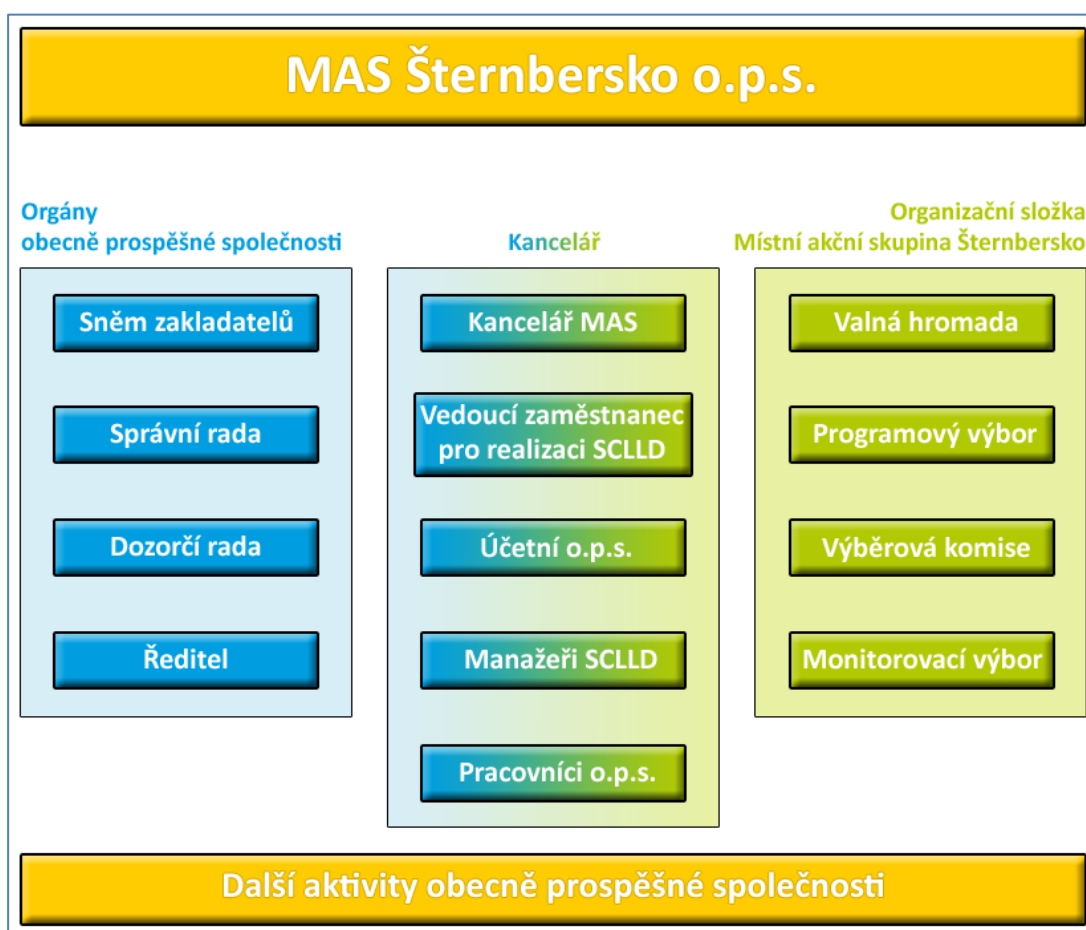 MAS Šternbersko o.p.s.
Orgány
obecně prospěšné společnosti
Sněm zakladatelů
Správní rada
Dozorčí rada
Ředitel
Kancelář
Kancelář MAS
Vedoucí zaměstnanec
pro realizaci SCLLD
Účetní o.p.s.
Manažeři SCLLD
Pracovníci o.p.s.
Organizační složka
Místní akční skupina Šternbersko
Valná hromada
Programový výbor
Výběrová komise
Monitorovací výbor
Další aktivity obecně prospěšné společnosti